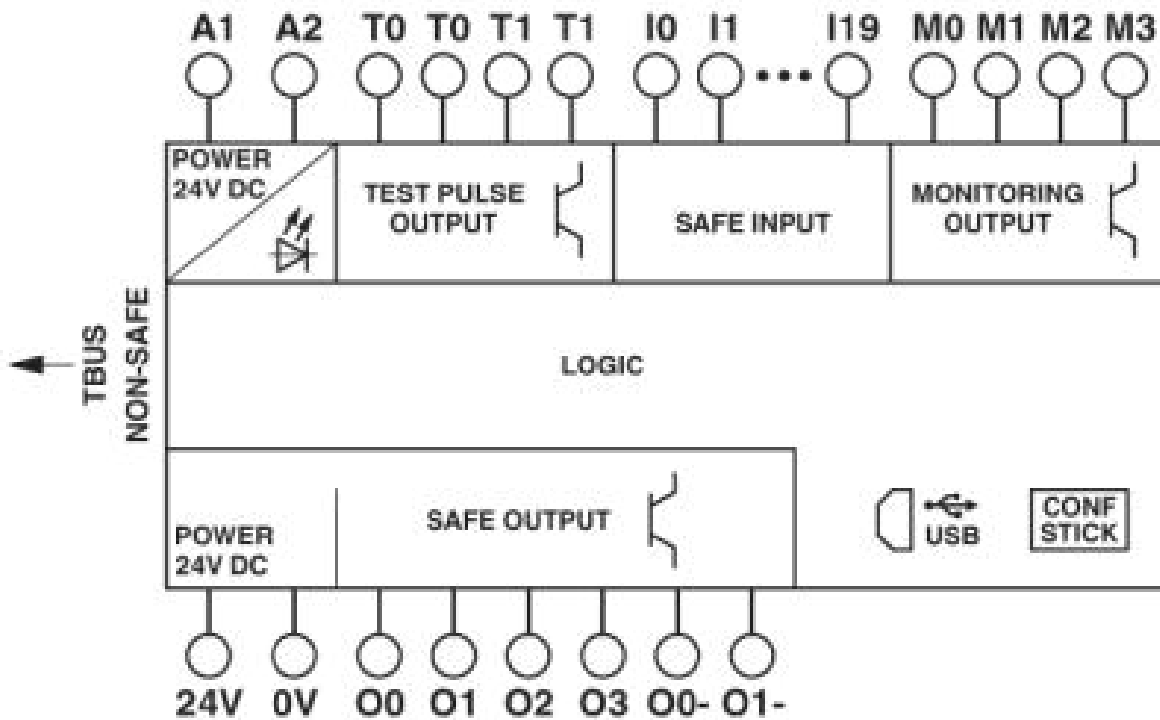 A1 A2 T0 T0 T1 T1 I0 I1 ••• I19 M0 M1 M2 M3
POWER
24V DC
TEST PULSE
OUTPUT
SAFE INPUT
MONITORING
OUTPUT
TBUS
NON-SAFE
LOGIC
POWER
24V DC
SAFE OUTPUT
USB
CONF
STICK
24V 0V O0 O1 O2 O3 O0- O1-